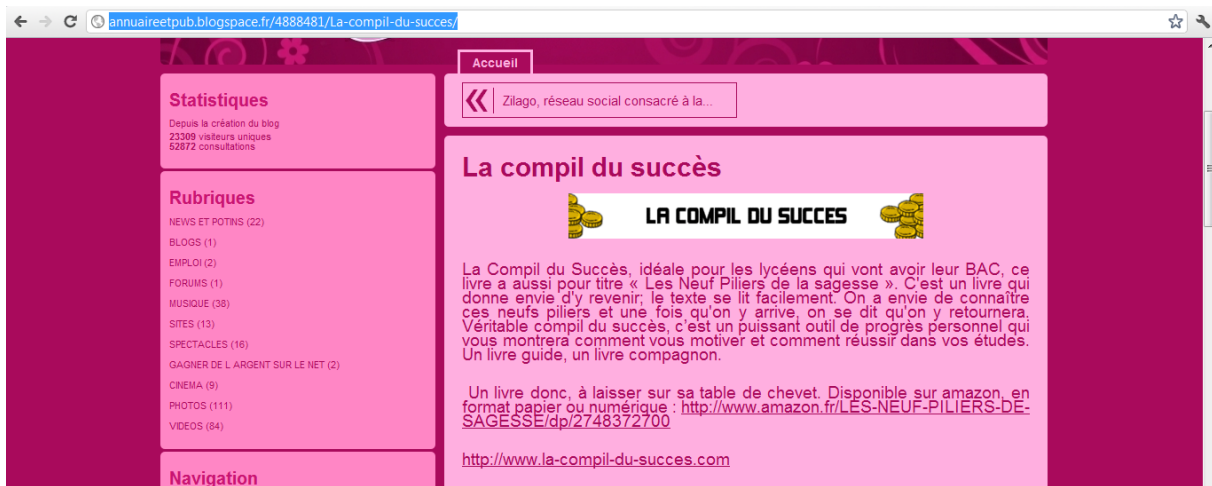 annuaireetpub.blogspace.fr/4888481/La-compil-du-succes/
Accueil
Statistiques
Depuis la création du blog
23309 visiteurs uniques
52872 consultations
Rubriques
NEWS ET POTINS (22)
BLOGS (1)
EMPLOI (2)
FORUMS (1)
MUSIQUE (38)
SITES (13)
SPECTACLES (16)
GAGNER DE L ARGENT SUR LE NET (2)
CINEMA (9)
PHOTOS (111)
VIDEOS (84)
Navigation
Zilago, réseau social consacré à la...
La compil du succès
LA COMPIL DU SUCCES
La Compil du Succès, idéale pour les lycéens qui vont avoir leur BAC, ce
livre a aussi pour titre « Les Neuf Piliers de la sagesse ». C'est un livre qui
donne envie d'y revenir; le texte se lit facilement. On a envie de connaître
ces neufs piliers et une fois qu'on y arrive, on se dit qu'on y retournera.
Véritable compil du succès, c'est un puissant outil de progrès personnel qui
vous montrera comment vous motiver et comment réussir dans vos études.
Un livre guide, un livre compagnon.
Un livre donc, à laisser sur sa table de chevet. Disponible sur amazon, en
format papier ou numérique : http://www.amazon.fr/LES-NEUF-PILIERS-DE-
SAGESSE/dp/2748372700
http://www.la-compil-du-succes.com